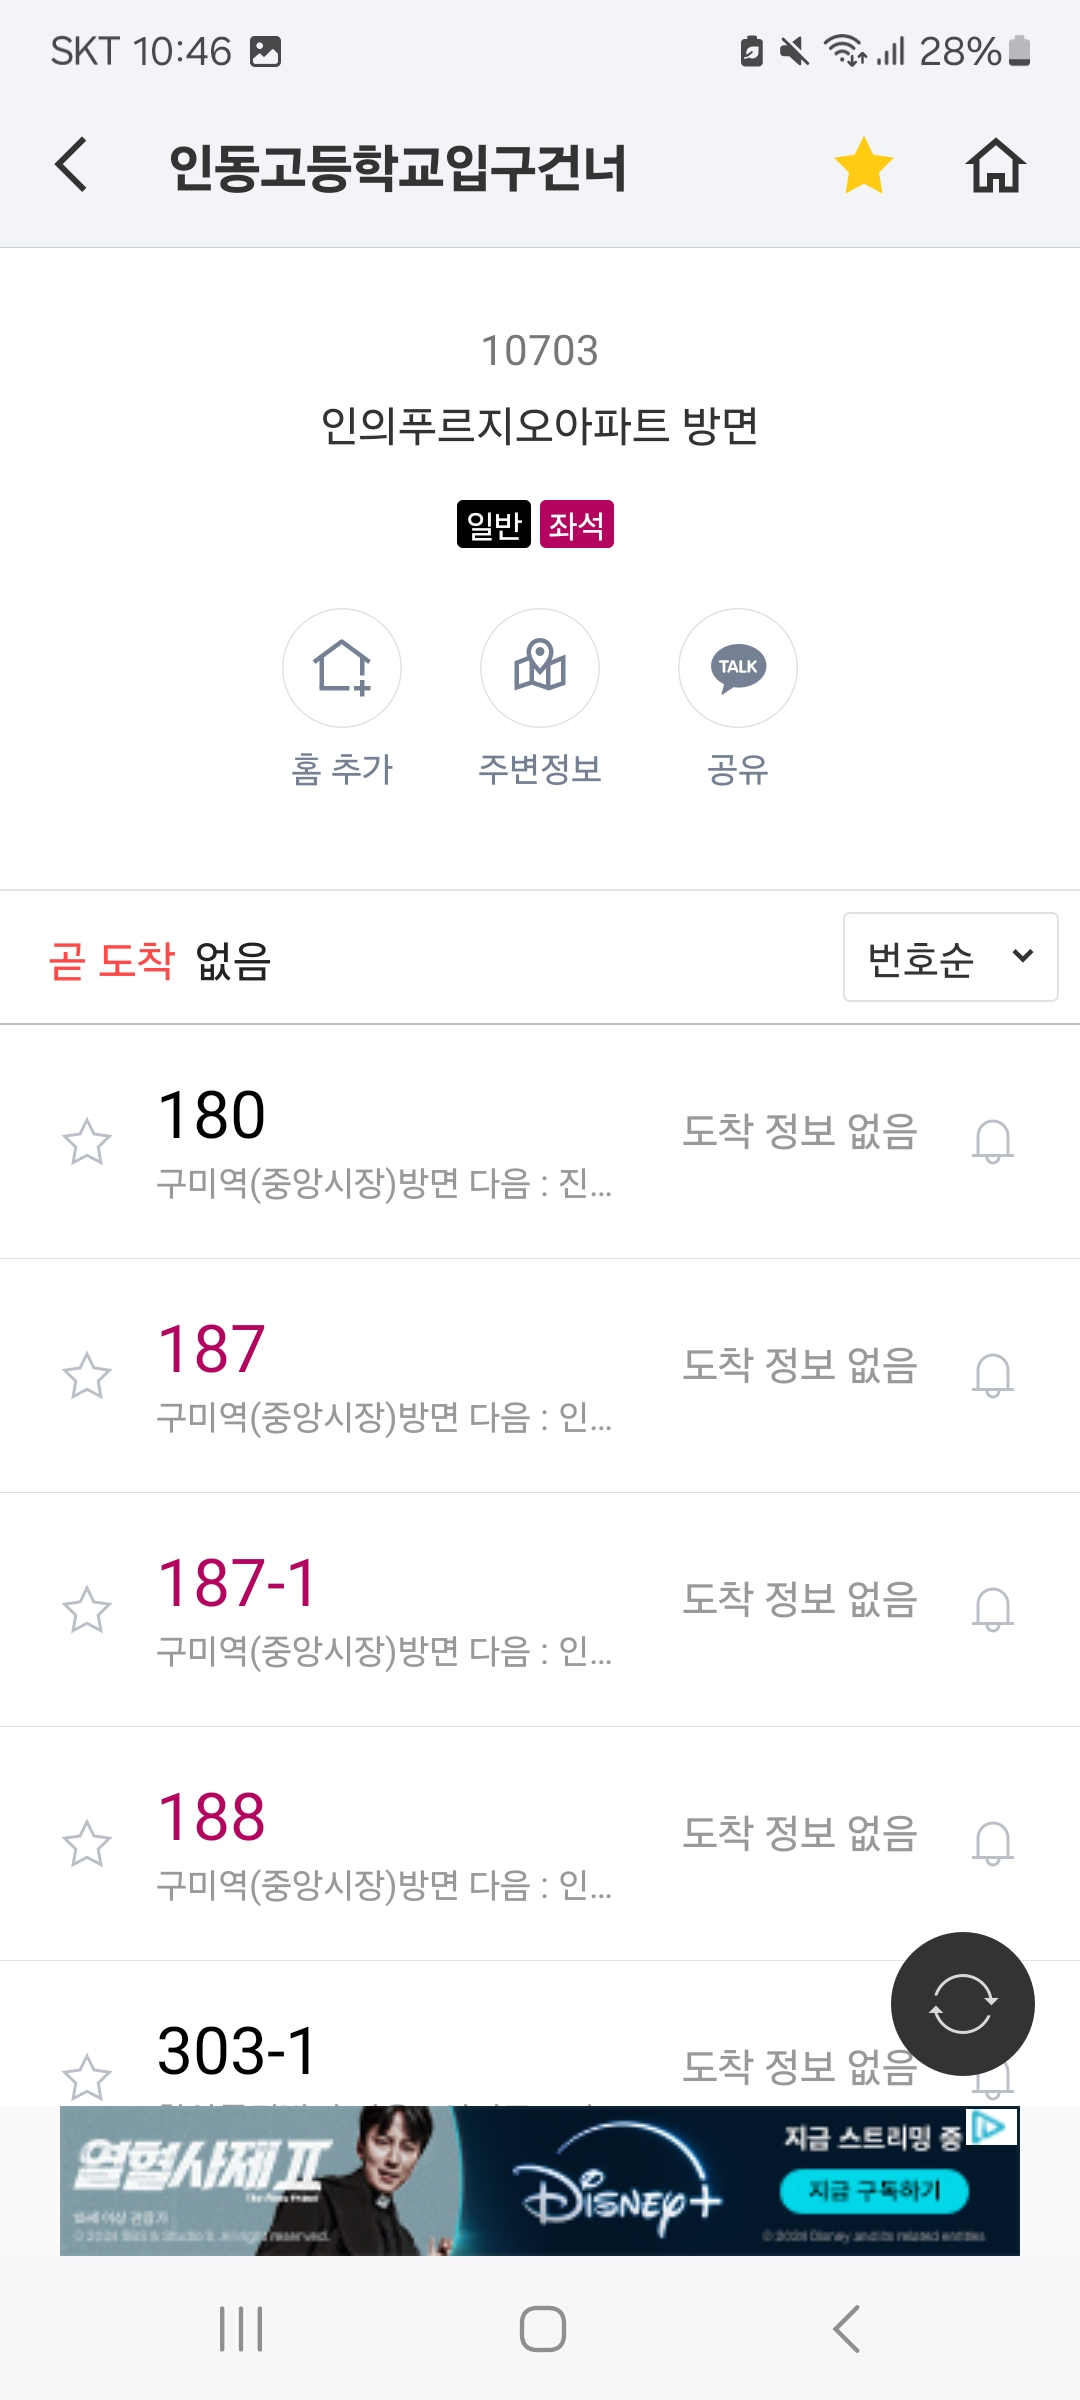 SKT 10:46 28%
인동고등학교입구건너
10703
인의푸르지오아파트 방면
일반 좌석
TALK
홈 추가 주변정보 공유
곧 도착 없음 번호순
180 도착 정보 없음
구미역(중앙시장)방면 다음 : 진...
187 도착 정보 없음
구미역(중앙시장)방면 다음 : 인...
187-1 도착 정보 없음
구미역(중앙시장)방면 다음 : 인...
188 도착 정보 없음
구미역(중앙시장)방면 다음 : 인...
303-1 도착 정보 없음
열혈사제 II
Disney+
지금 스트리밍 중
지금 구독하기
© 2024 Disney and its related entities